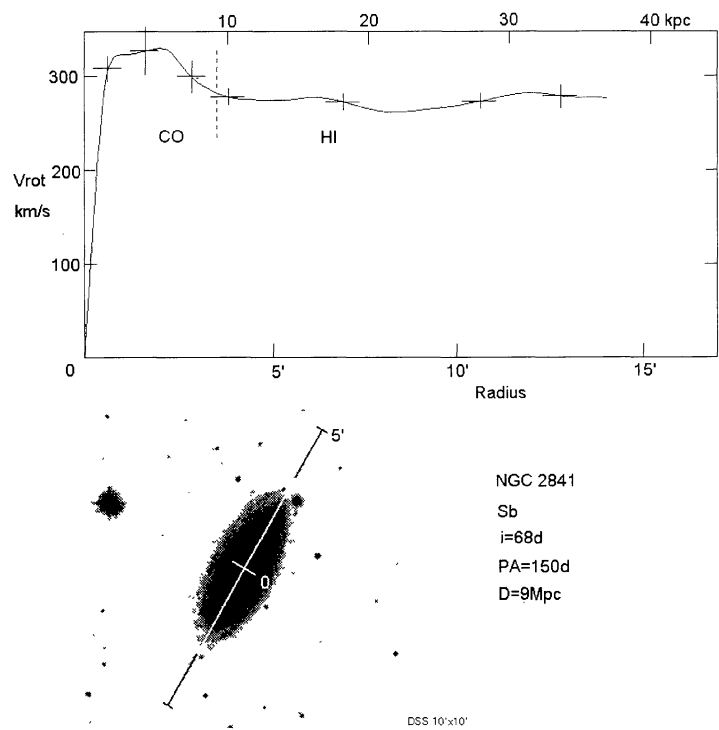 10 20 30 40 kpc
300
CO HI
200
Vrot
km/s
100
0 5' 10' 15'
Radius
5'
NGC 2841
Sb
i=68d
PA=150d
0
D=9Mpc
DSS 10'x10'